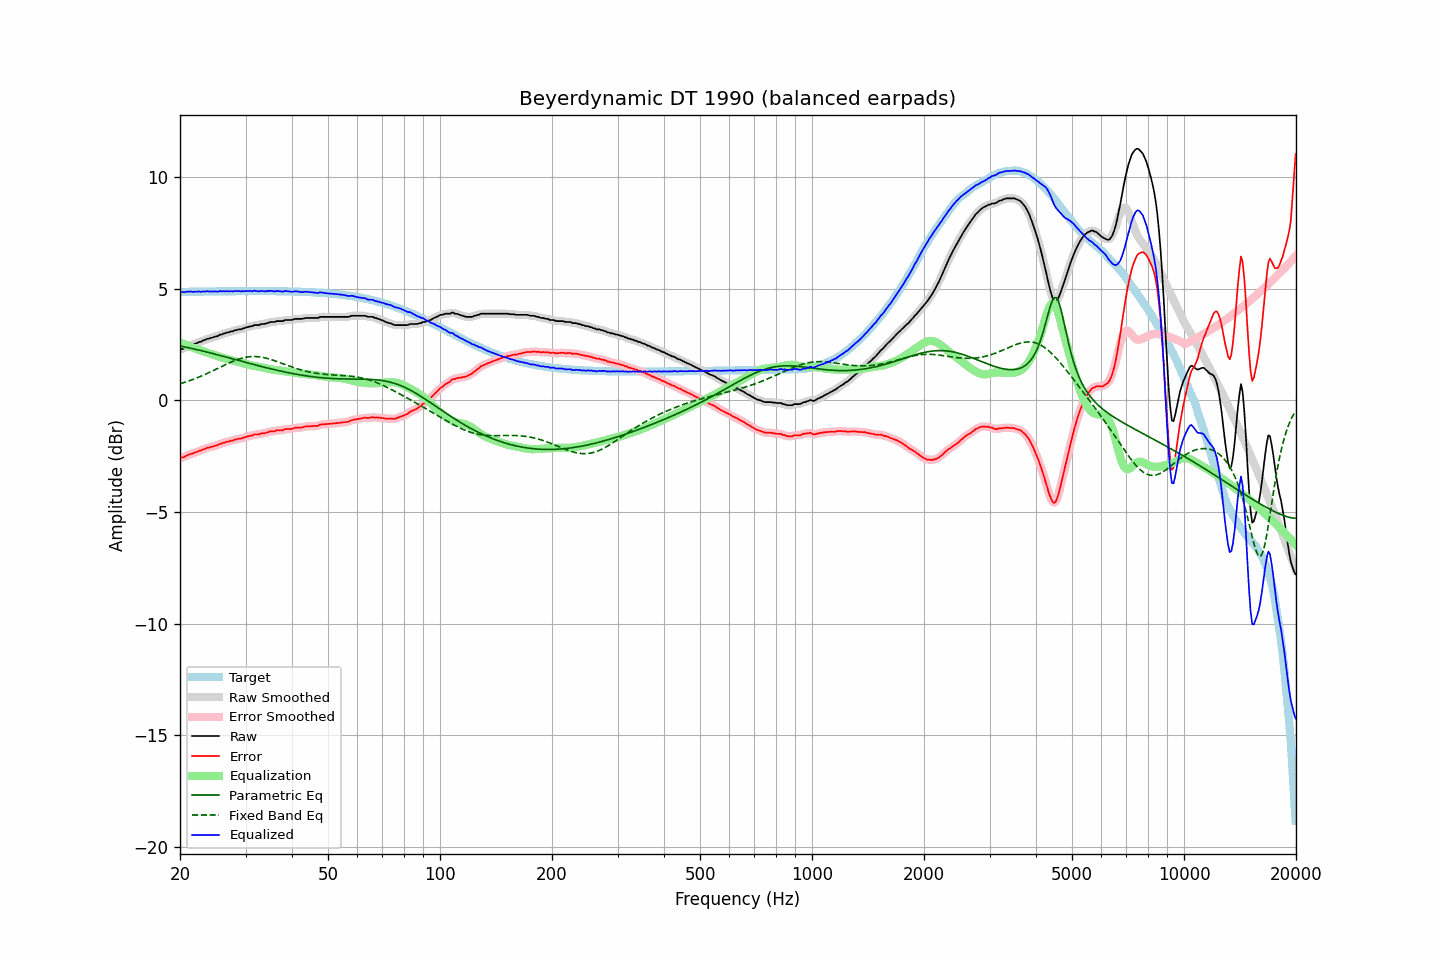 Beyerdynamic DT 1990 (balanced earpads)
Amplitude (dBr)
10
5
0
−5
−10
−15
−20
Target
Raw Smoothed
Error Smoothed
Raw
Error
Equalization
Parametric Eq
Fixed Band Eq
Equalized
20 50 100 200 500 1000 2000 5000 10000 20000
Frequency (Hz)